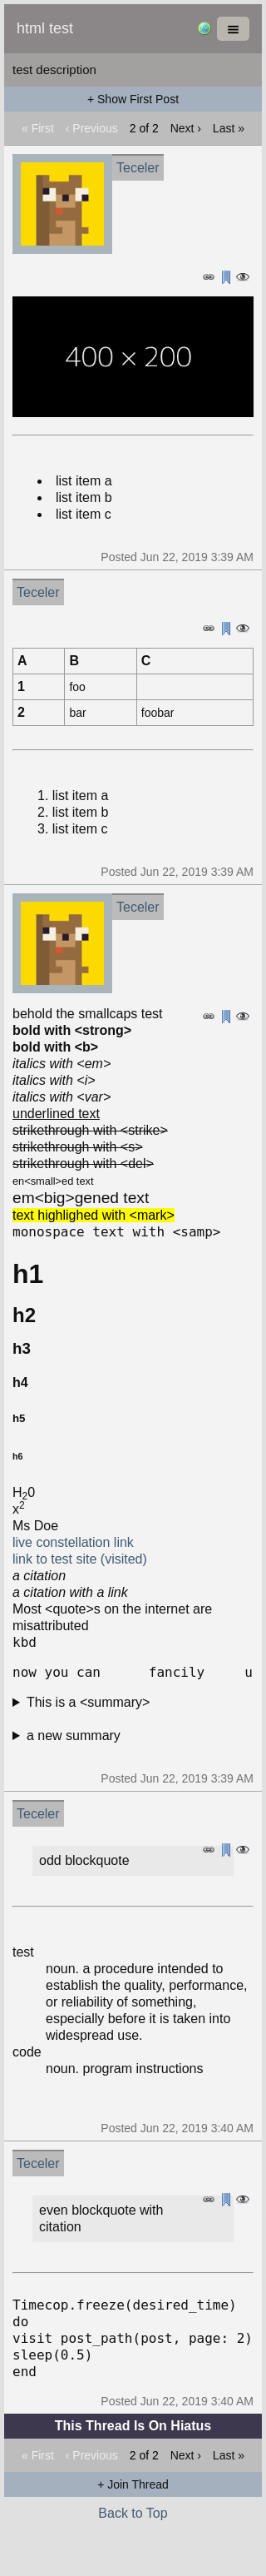 html test
test description
+ Show First Post
« First ‹ Previous 2 of 2 Next › Last »
Teceler
400 × 200
• list item a
• list item b
• list item c
Posted Jun 22, 2019 3:39 AM
Teceler
A B C
1 foo
2 bar foobar
1. list item a
2. list item b
3. list item c
Posted Jun 22, 2019 3:39 AM
Teceler
behold the smallcaps test
bold with <strong>
bold with <b>
italics with <em>
italics with <i>
italics with <var>
underlined text
strikethrough with <strike>
strikethrough with <s>
strikethrough with <del>
en<small>ed text
em<big>gened text
text highlighed with <mark>
monospace text with <samp>
h1
h2
h3
h4
h5
h6
H20
x2
Ms Doe
live constellation link
link to test site (visited)
a citation
a citation with a link
Most <quote>s on the internet are
misattributed
kbd
now you can fancily u
This is a <summary>
a new summary
Posted Jun 22, 2019 3:39 AM
Teceler
odd blockquote
test
noun. a procedure intended to
establish the quality, performance,
or reliability of something,
especially before it is taken into
widespread use.
code
noun. program instructions
Posted Jun 22, 2019 3:40 AM
Teceler
even blockquote with
citation
Timecop.freeze(desired_time)
do
visit post_path(post, page: 2)
sleep(0.5)
end
Posted Jun 22, 2019 3:40 AM
This Thread Is On Hiatus
« First ‹ Previous 2 of 2 Next › Last »
+ Join Thread
Back to Top